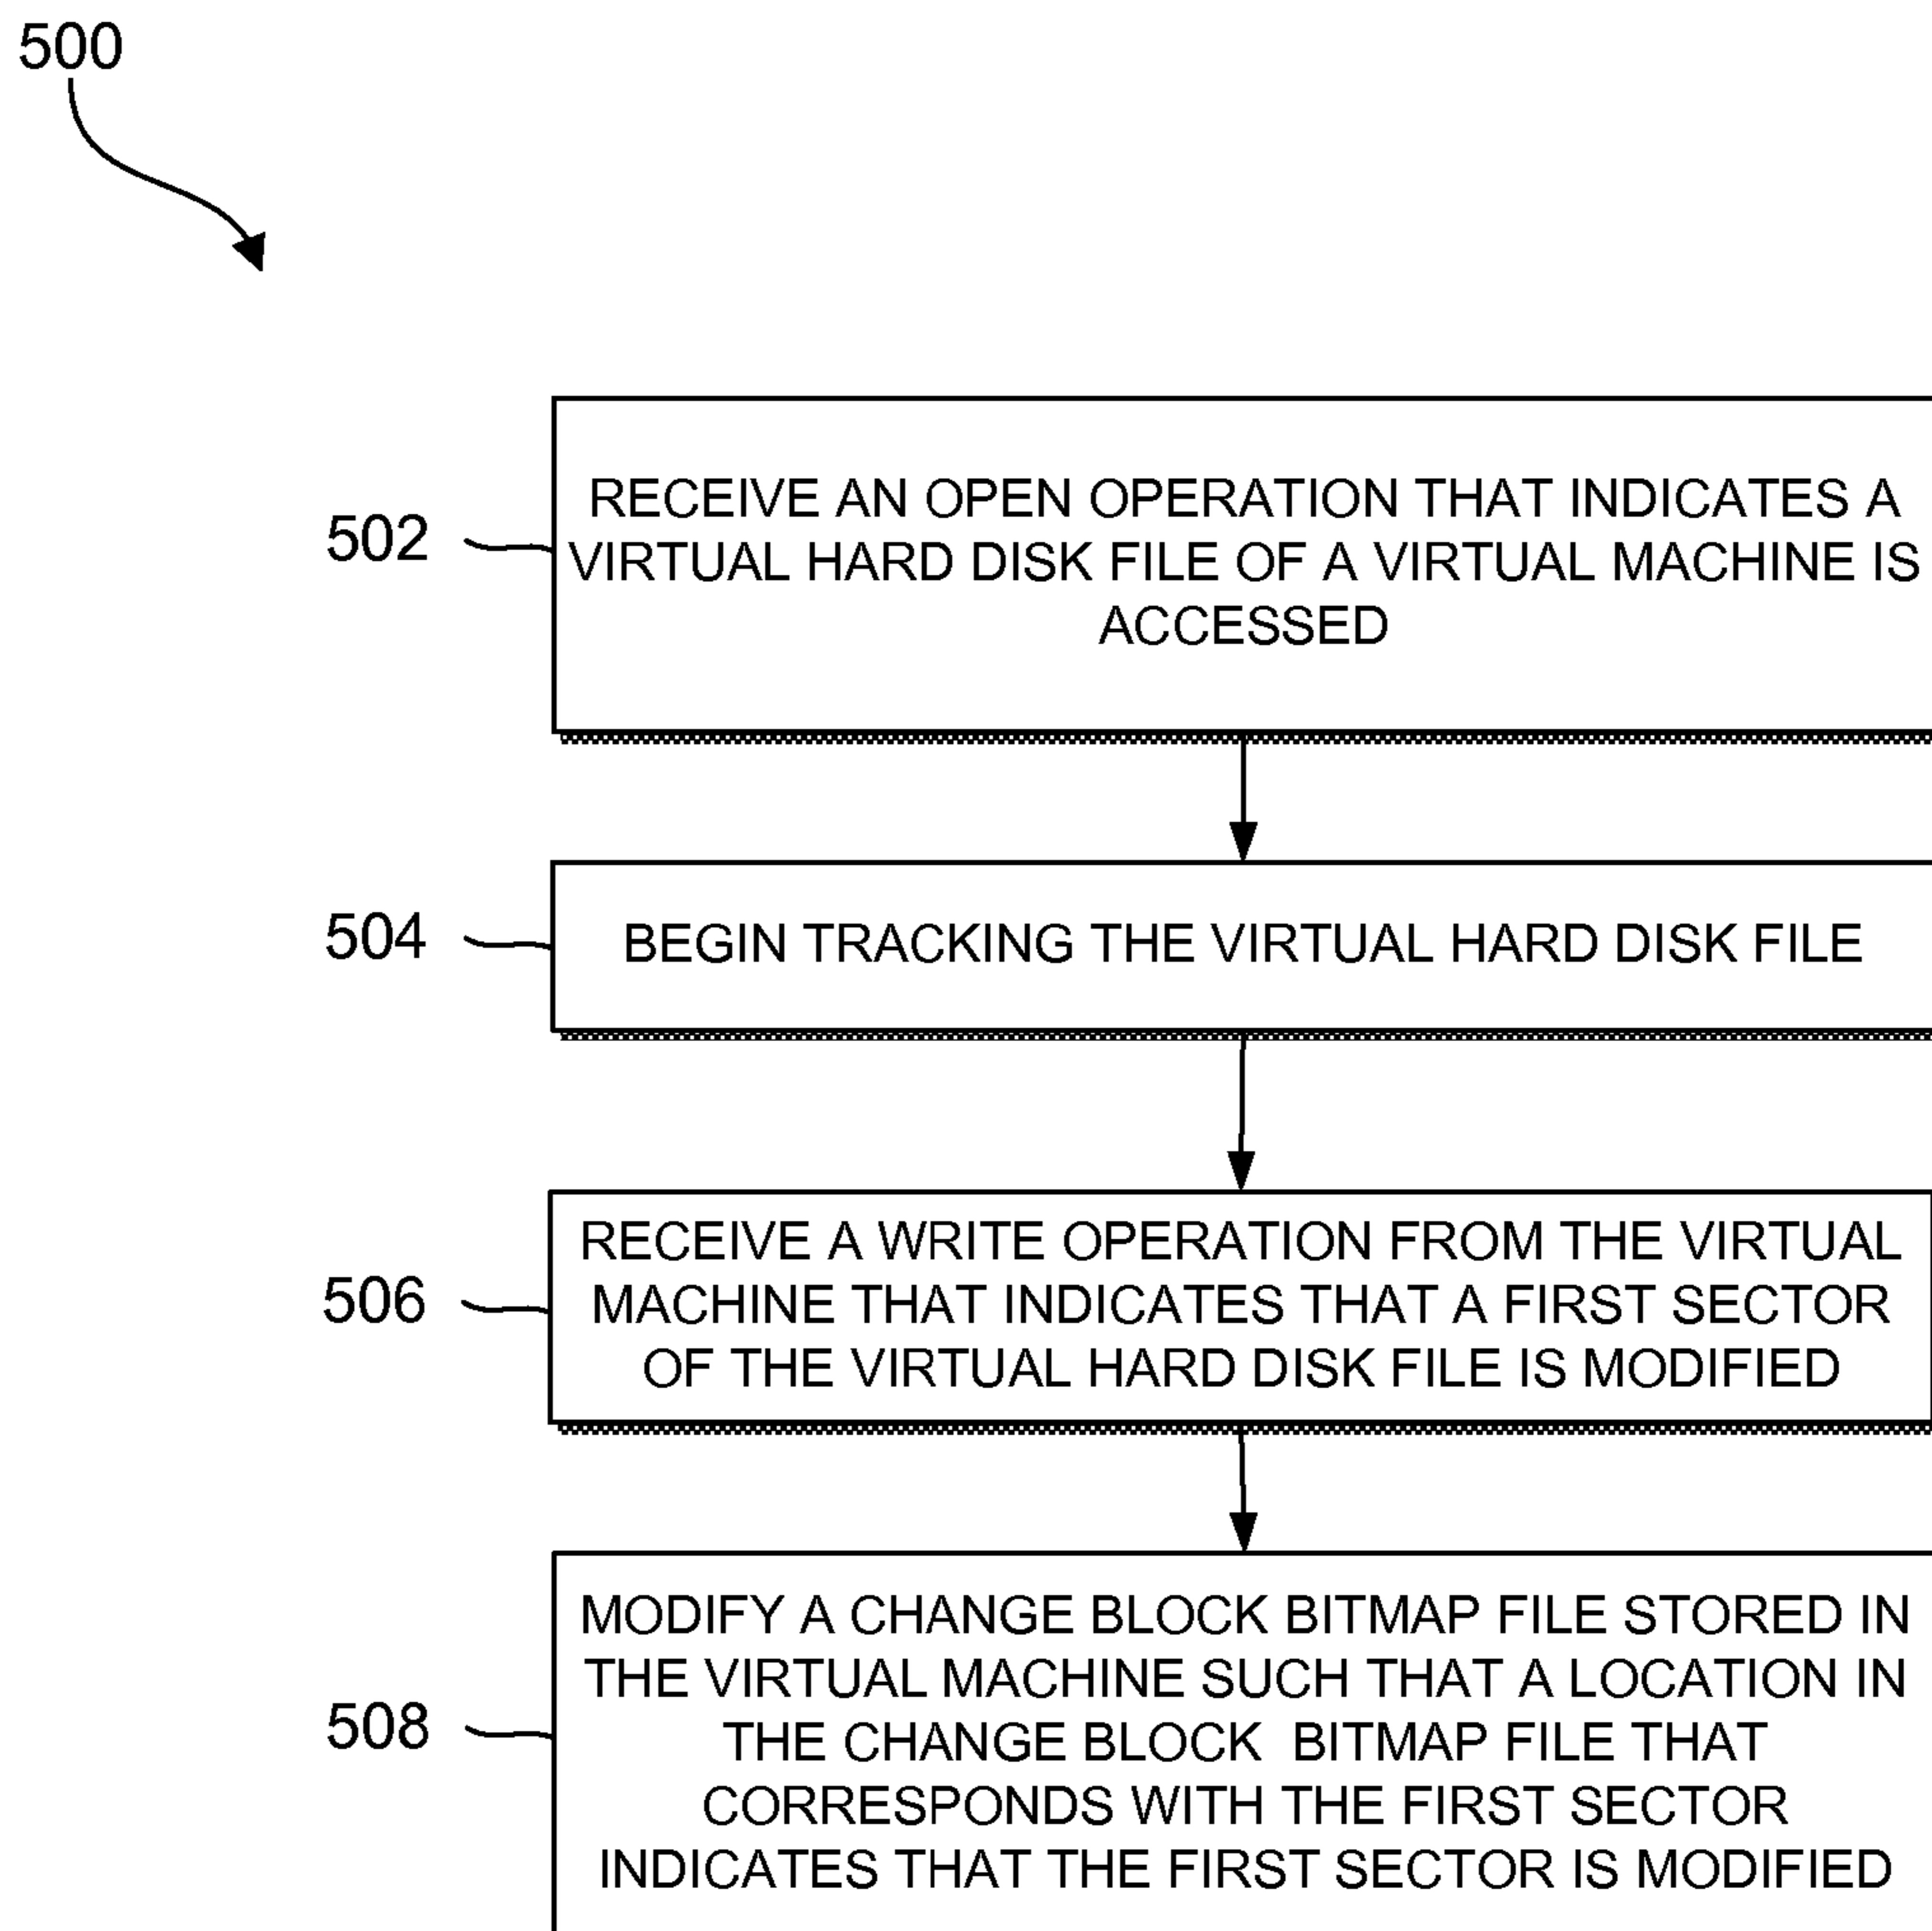 500
502
RECEIVE AN OPEN OPERATION THAT INDICATES A
VIRTUAL HARD DISK FILE OF A VIRTUAL MACHINE IS
ACCESSED
504
BEGIN TRACKING THE VIRTUAL HARD DISK FILE
506
RECEIVE A WRITE OPERATION FROM THE VIRTUAL
MACHINE THAT INDICATES THAT A FIRST SECTOR
OF THE VIRTUAL HARD DISK FILE IS MODIFIED
508
MODIFY A CHANGE BLOCK BITMAP FILE STORED IN
THE VIRTUAL MACHINE SUCH THAT A LOCATION IN
THE CHANGE BLOCK BITMAP FILE THAT
CORRESPONDS WITH THE FIRST SECTOR
INDICATES THAT THE FIRST SECTOR IS MODIFIED